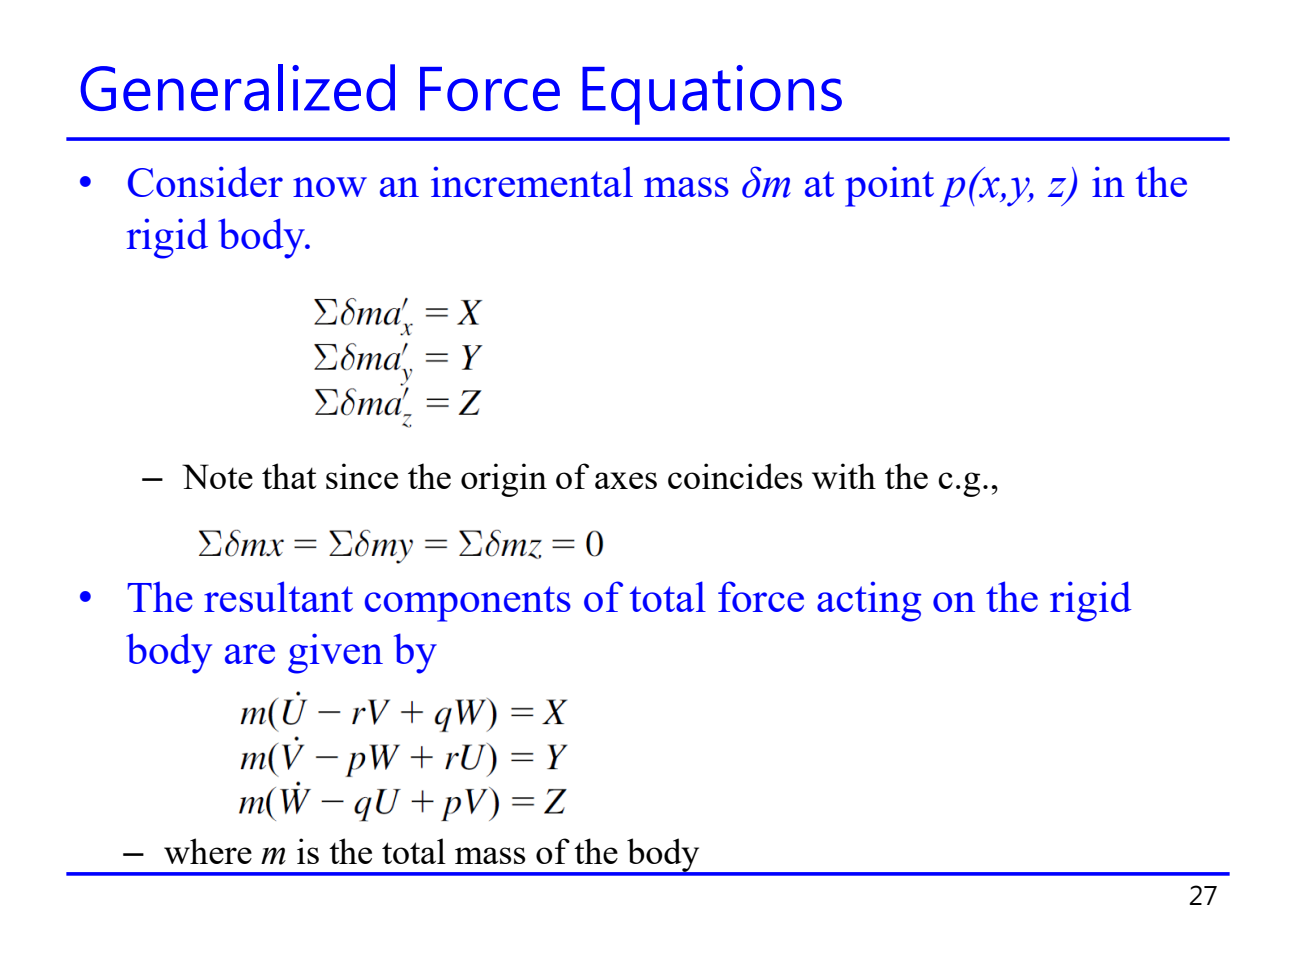 Generalized Force Equations
• Consider now an incremental mass δm at point p(x,y, z) in the
rigid body.
Σδma′ₓ = X
Σδma′y = Y
Σδma′z = Z
– Note that since the origin of axes coincides with the c.g.,
Σδmx = Σδmy = Σδmz = 0
• The resultant components of total force acting on the rigid
body are given by
m(U̇ − rV + qW) = X
m(V̇ − pW + rU) = Y
m(Ẇ − qU + pV) = Z
– where m is the total mass of the body
27